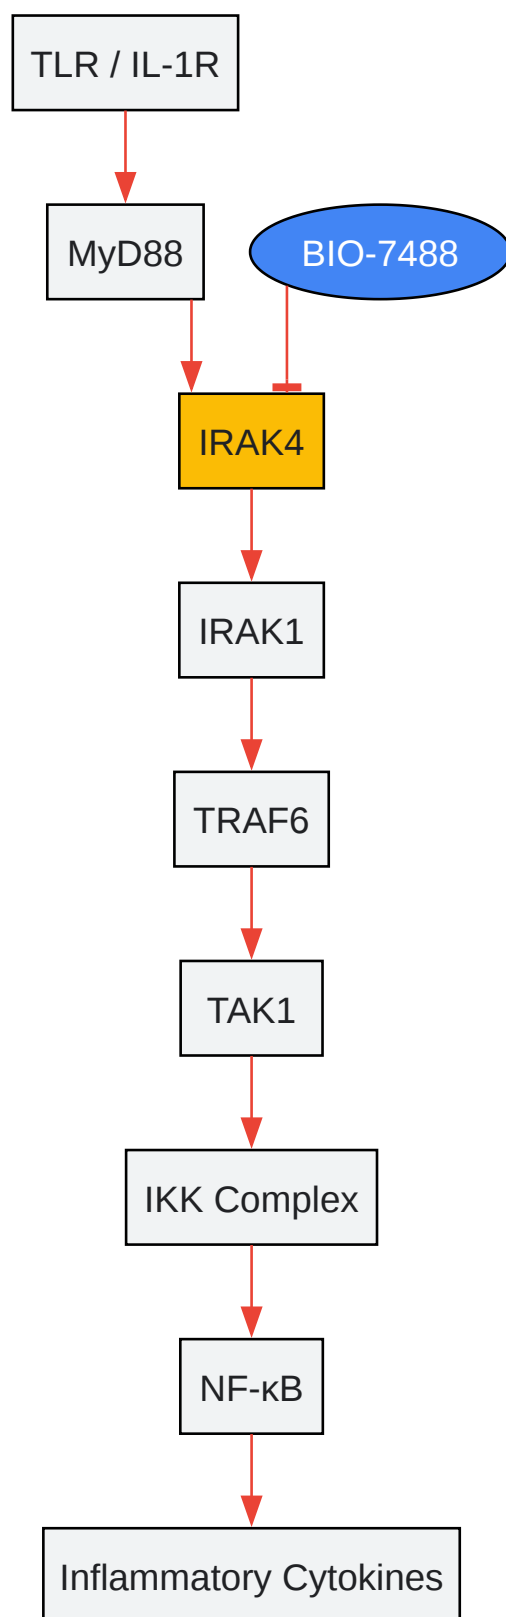 TLR / IL-1R
MyD88
BIO-7488
IRAK4
IRAK1
TRAF6
TAK1
IKK Complex
NF-κB
Inflammatory Cytokines